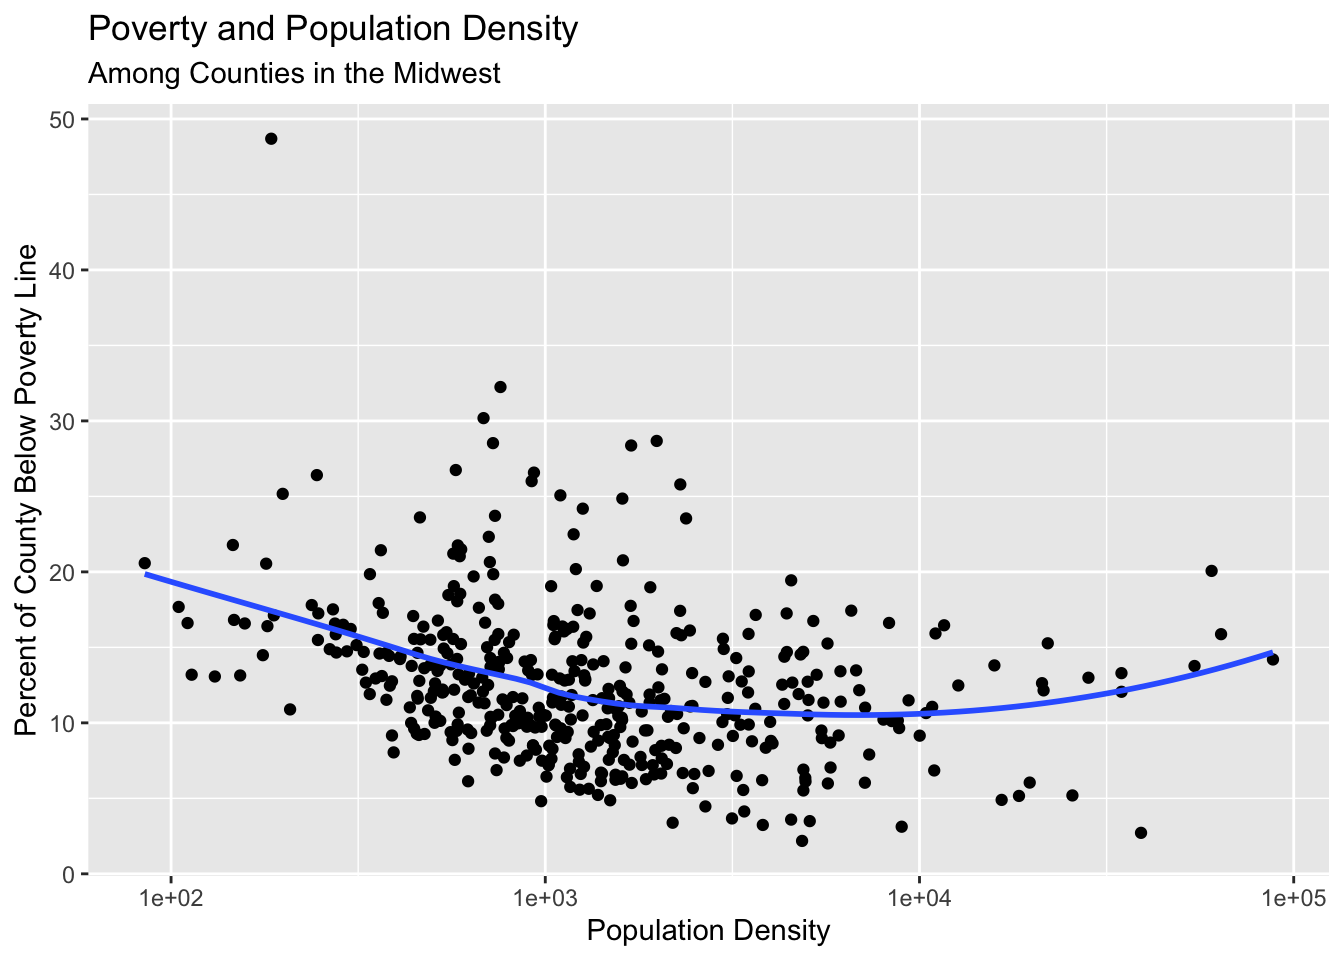 Poverty and Population Density
Among Counties in the Midwest
Percent of County Below Poverty Line
50
40
30
20
10
0
1e+02 1e+03 1e+04 1e+05
Population Density